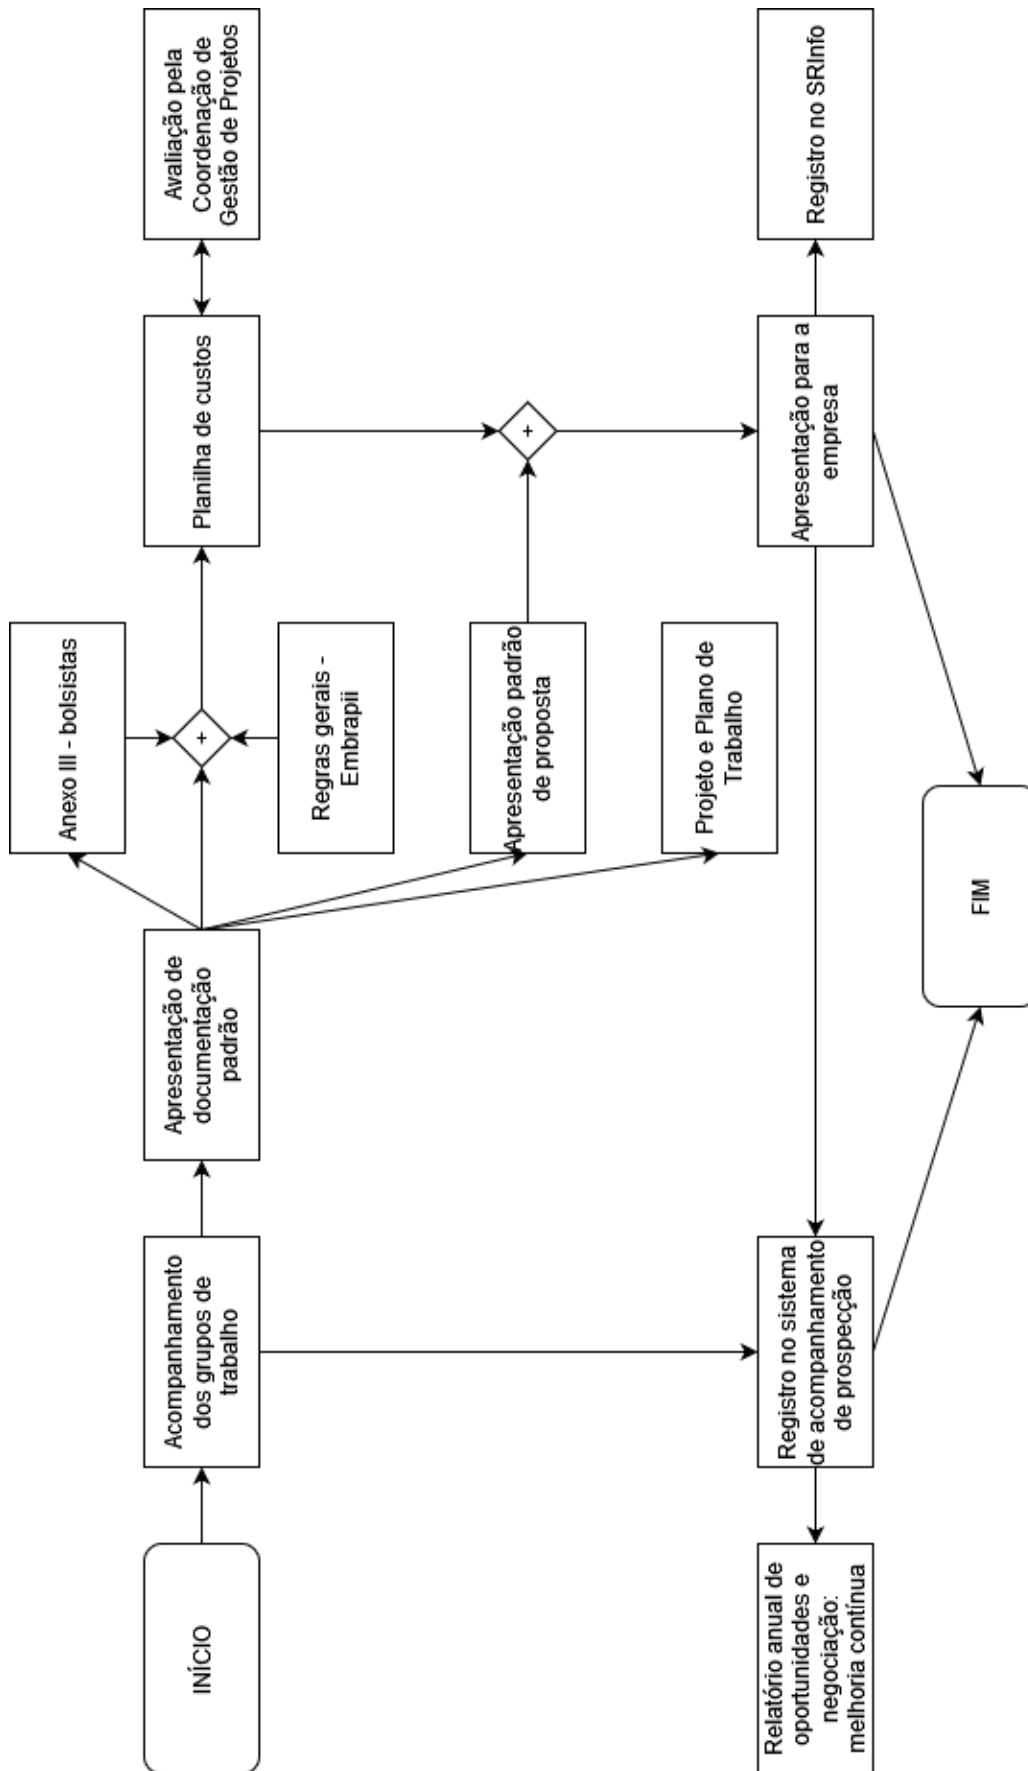 INÍCIO
Acompanhamento
dos grupos de
trabalho
Apresentação de
documentação
padrão
Anexo III - bolsistas
+
Regras gerais -
Embrapii
Planilha de custos
Avaliação pela
Coordenação de
Gestão de Projetos
Apresentação padrão
de proposta
+
Projeto e Plano de
Trabalho
Relatório anual de
oportunidades e
negociação:
melhoria contínua
Registro no sistema
de acompanhamento
de prospecção
Apresentação para a
empresa
Registro no SRInfo
FIM